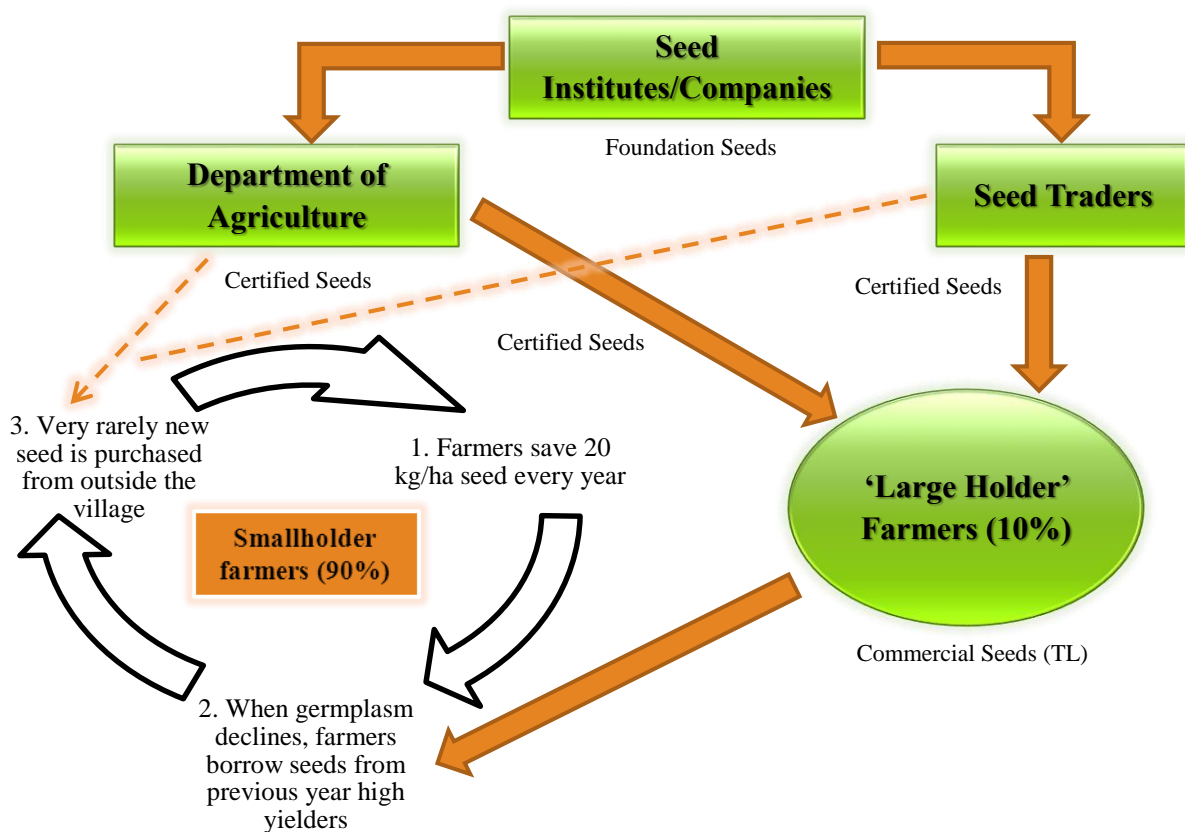 Seed
Institutes/Companies
Foundation Seeds
Department of
Agriculture
Seed Traders
Certified Seeds
Certified Seeds
Certified Seeds
3. Very rarely new
seed is purchased
from outside the
village
1. Farmers save 20
kg/ha seed every year
Smallholder
farmers (90%)
‘Large Holder’
Farmers (10%)
Commercial Seeds (TL)
2. When germplasm
declines, farmers
borrow seeds from
previous year high
yielders